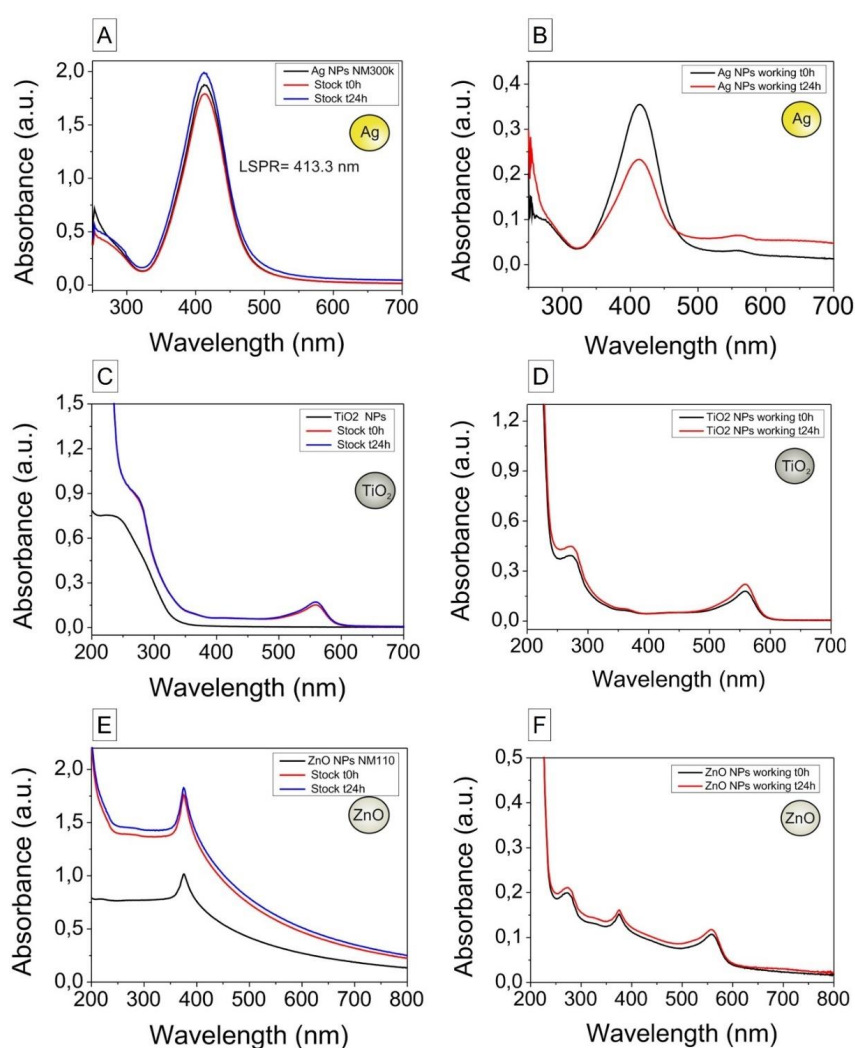 A
Absorbance (a.u.)
2,0
1,5
1,0
0,5
0,0
Ag NPs NM300k
Stock t0h
Stock t24h
Ag
LSPR= 413.3 nm
300 400 500 600 700
Wavelength (nm)
B
Absorbance (a.u.)
0,4
0,3
0,2
0,1
0,0
Ag NPs working t0h
Ag NPs working t24h
Ag
300 400 500 600 700
Wavelength (nm)
C
Absorbance (a.u.)
1,5
1,2
0,9
0,6
0,3
0,0
TiO2 NPs
Stock t0h
Stock t24h
TiO₂
200 300 400 500 600 700
Wavelength (nm)
D
Absorbance (a.u.)
1,2
0,9
0,6
0,3
0,0
TiO2 NPs working t0h
TiO2 NPs working t24h
TiO₂
200 300 400 500 600 700
Wavelength (nm)
E
Absorbance (a.u.)
2,0
1,5
1,0
0,5
0,0
ZnO NPs NM110
Stock t0h
Stock t24h
ZnO
200 300 400 500 600 700 800
Wavelength (nm)
F
Absorbance (a.u.)
0,5
0,4
0,3
0,2
0,1
0,0
ZnO NPs working t0h
ZnO NPs working t24h
ZnO
200 300 400 500 600 700 800
Wavelength (nm)